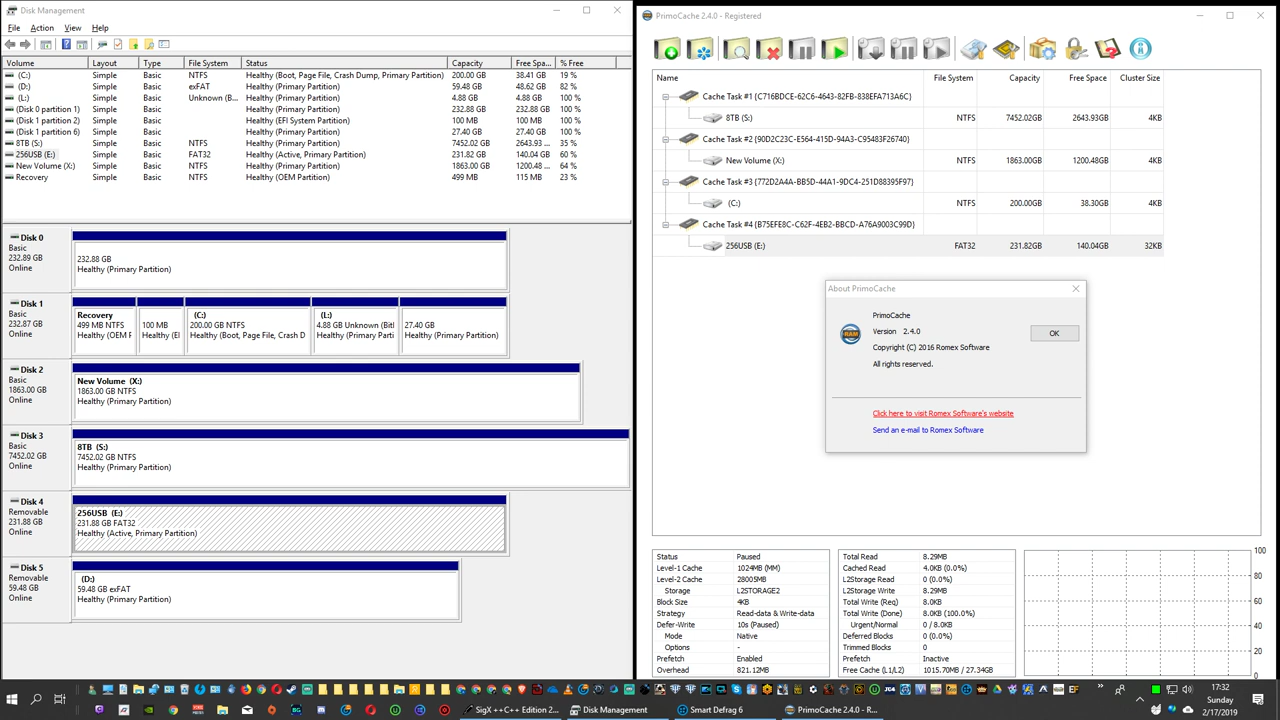 Disk Management
File Action View Help
Volume Layout Type File System Status Capacity Free Spa... % Free
(C:) Simple Basic NTFS Healthy (Boot, Page File, Crash Dump, Primary Partition) 200.00 GB 38.41 GB 19 %
(D:) Simple Basic exFAT Healthy (Primary Partition) 59.48 GB 48.62 GB 82 %
(L:) Simple Basic Unknown (B... Healthy (Primary Partition) 4.88 GB 4.88 GB 100 %
(Disk 0 partition 1) Simple Basic Healthy (Primary Partition) 232.88 GB 232.88 GB 100 %
(Disk 1 partition 2) Simple Basic Healthy (EFI System Partition) 100 MB 100 MB 100 %
(Disk 1 partition 6) Simple Basic Healthy (Primary Partition) 27.40 GB 27.40 GB 100 %
8TB (S:) Simple Basic NTFS Healthy (Primary Partition) 7452.02 GB 2643.93 ... 35 %
256USB (E:) Simple Basic FAT32 Healthy (Active, Primary Partition) 231.82 GB 140.04 GB 60 %
New Volume (X:) Simple Basic NTFS Healthy (Primary Partition) 1863.00 GB 1200.48 ... 64 %
Recovery Simple Basic NTFS Healthy (OEM Partition) 499 MB 115 MB 23 %
Disk 0
Basic
232.89 GB
Online
232.88 GB
Healthy (Primary Partition)
Disk 1
Basic
232.87 GB
Online
Recovery
499 MB NTFS
Healthy (OEM P
100 MB
Healthy (EI
(C:)
200.00 GB NTFS
Healthy (Boot, Page File, Crash D
(L:)
4.88 GB Unknown (Bitl
Healthy (Primary Parti
27.40 GB
Healthy (Primary Partition)
Disk 2
Basic
1863.00 GB
Online
New Volume (X:)
1863.00 GB NTFS
Healthy (Primary Partition)
Disk 3
Basic
7452.02 GB
Online
8TB (S:)
7452.02 GB NTFS
Healthy (Primary Partition)
Disk 4
Removable
231.88 GB
Online
256USB (E:)
231.88 GB FAT32
Healthy (Active, Primary Partition)
Disk 5
Removable
59.48 GB
Online
(D:)
59.48 GB exFAT
Healthy (Primary Partition)
PrimoCache 2.4.0 - Registered
Name File System Capacity Free Space Cluster Size
Cache Task #1 {C716BDCE-62C6-4643-82FB-838EFA713A6C}
8TB (S:) NTFS 7452.02GB 2643.93GB 4KB
Cache Task #2 {90D2C23C-E564-415D-94A3-C95483F26740}
New Volume (X:) NTFS 1863.00GB 1200.48GB 4KB
Cache Task #3 {772D2A4A-BB5D-44A1-9DC4-251D88395F97}
(C:) NTFS 200.00GB 38.30GB 4KB
Cache Task #4 {B75EFE8C-C62F-4EB2-BBCD-A76A9003C99D}
256USB (E:) FAT32 231.82GB 140.04GB 32KB
About PrimoCache
PrimoCache
Version 2.4.0
Copyright (C) 2016 Romex Software
All rights reserved.
RAM
OK
Click here to visit Romex Software's website
Send an e-mail to Romex Software
Status Paused
Level-1 Cache 1024MB (MM)
Level-2 Cache 28005MB
Storage L2STORAGE2
Block Size 4KB
Strategy Read-data & Write-data
Defer-Write 10s (Paused)
Mode Native
Options -
Prefetch Enabled
Overhead 821.12MB
Total Read 8.29MB
Cached Read 4.0KB (0.0%)
L2Storage Read 0 (0.0%)
L2Storage Write 8.29MB
Total Write (Req) 8.0KB
Total Write (Done) 8.0KB (100.0%)
Urgent/Normal 0 / 8.0KB
Deferred Blocks 0 (0.0%)
Trimmed Blocks 0
Prefetch Inactive
Free Cache (L1/L2) 1015.70MB / 27.34GB
100
80
60
40
20
0
SigX ++C++ Edition 2... Disk Management Smart Defrag 6 PrimoCache 2.4.0 - R...
17:32
Sunday
2/17/2019